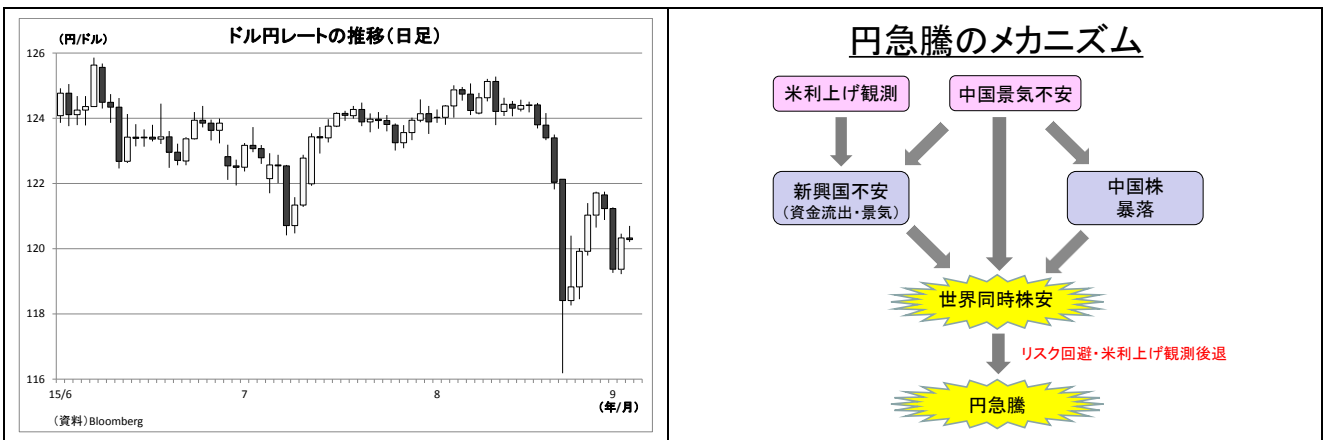 ドル円レートの推移(日足)
(円/ドル)
126
124
122
120
118
116
15/6
7
8
9
(年/月)
(資料)Bloomberg
円急騰のメカニズム
米利上げ観測
中国景気不安
新興国不安
(資金流出・景気)
中国株
暴落
世界同時株安
リスク回避・米利上げ観測後退
円急騰